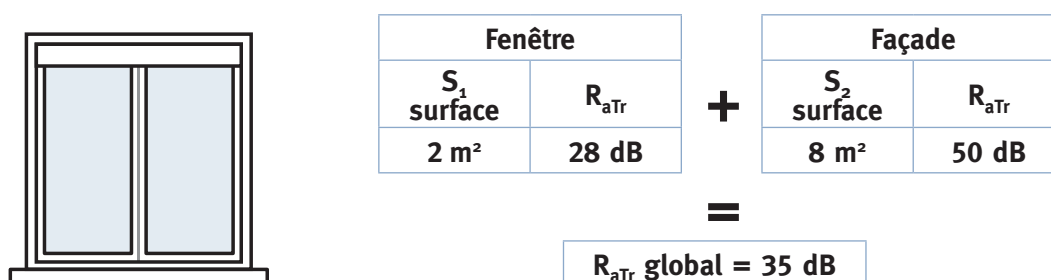 Fenêtre
S₁ surface
RₐTr
2 m²
28 dB
+
Façade
S₂ surface
RₐTr
8 m²
50 dB
=
RₐTr global = 35 dB